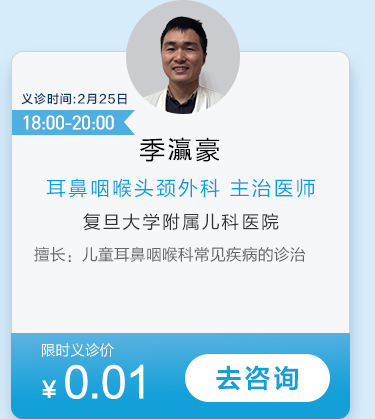 义诊时间:2月25日
18:00-20:00
季瀛豪
耳鼻咽喉头颈外科 主治医师
复旦大学附属儿科医院
擅长：儿童耳鼻咽喉科常见疾病的诊治
限时义诊价
¥0.01
去咨询